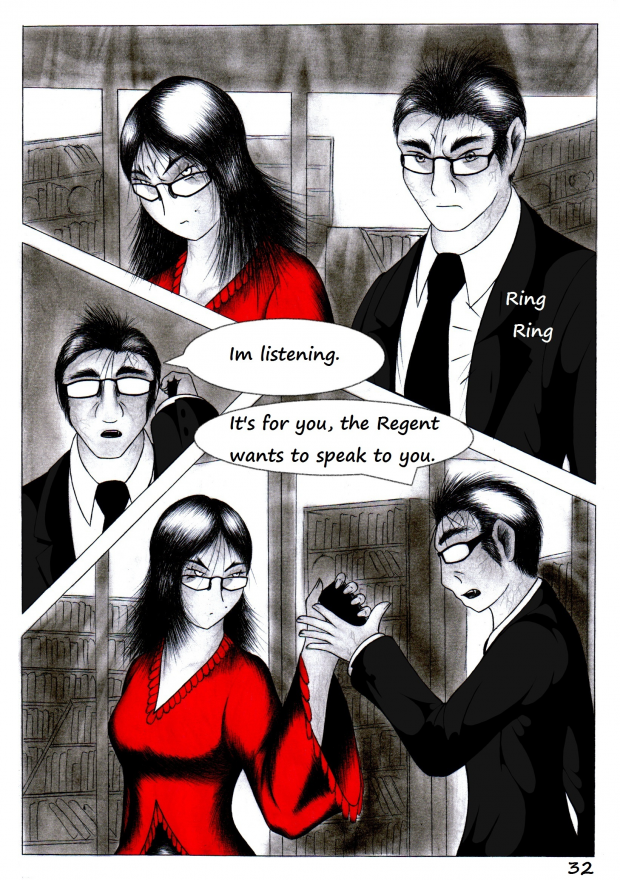 Ring
Ring
Im listening.
It's for you, the Regent
wants to speak to you.
32